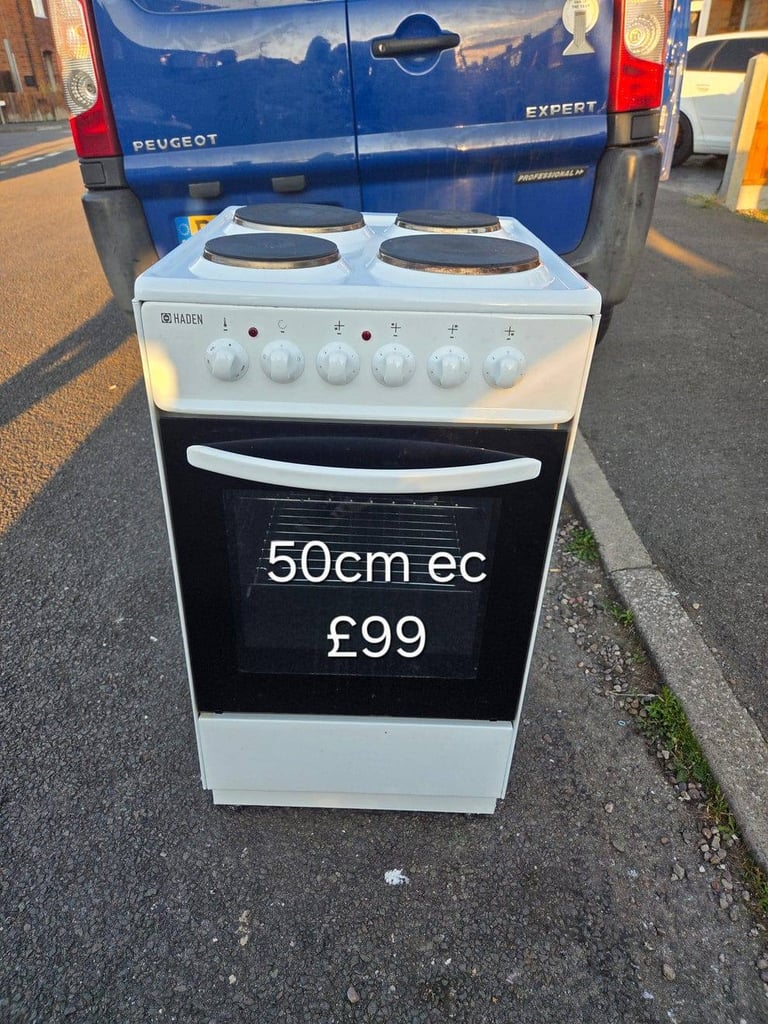 PEUGEOT
EXPERT
PROFESSIONAL
HADEN
50cm ec
£99